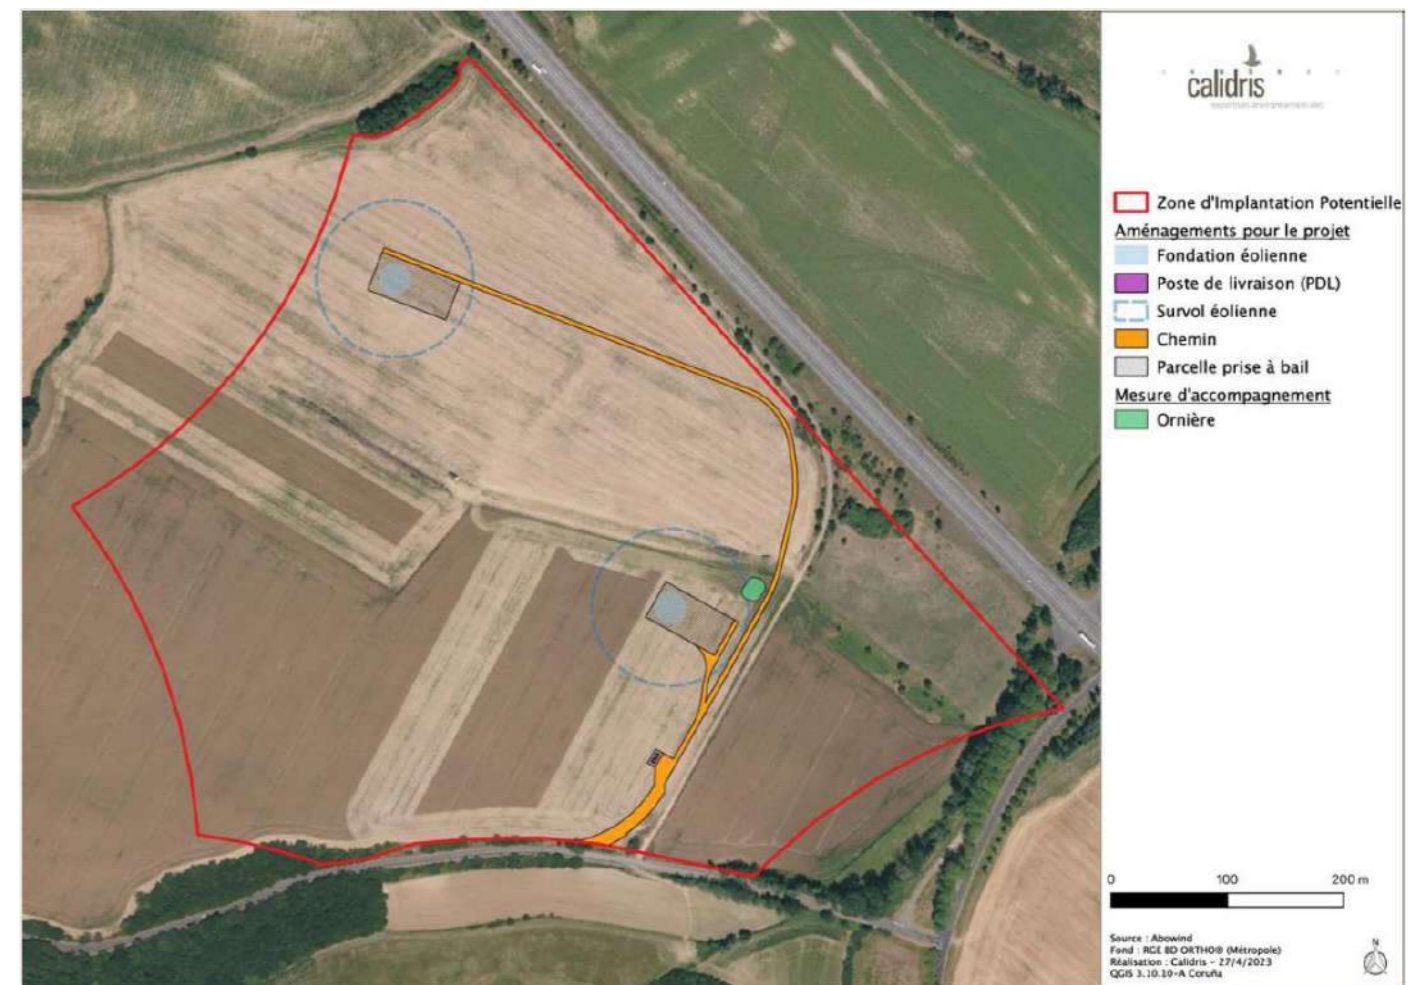 calidris
Zone d'Implantation Potentielle
Aménagements pour le projet
Fondation éolienne
Poste de livraison (PDL)
Survol éolienne
Chemin
Parcelle prise à bail
Mesure d'accompagnement
Ornière
0 100 200 m
Source : Abowind
Fond : RGE BD ORTHO® (Métropole)
Réalisation : Calidris - 27/4/2023
QGIS 3.10.10-A Coruña
N